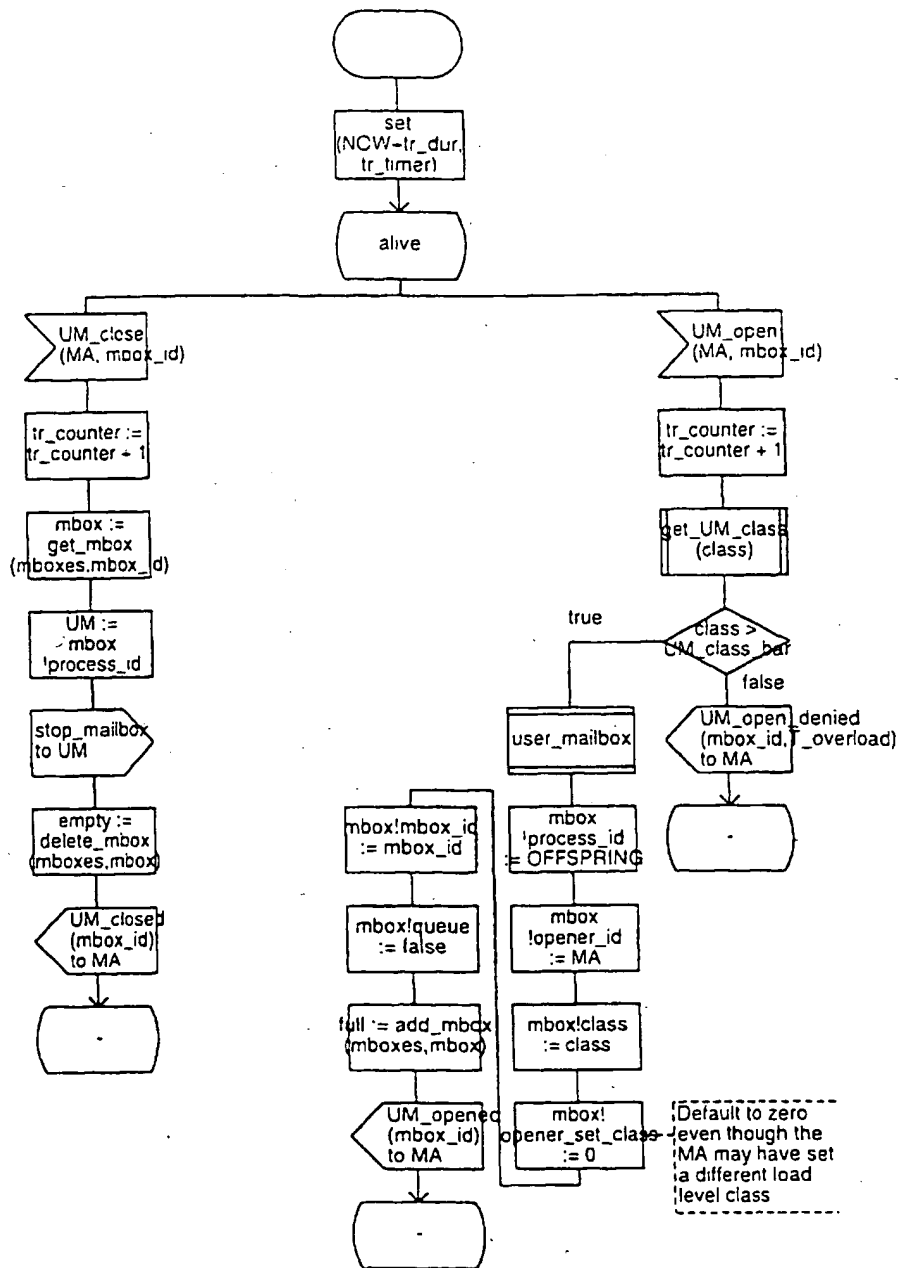 set
(NCW-tr_dur,
tr_timer)
alive
UM_close
(MA, mbox_id)
tr_counter :=
tr_counter + 1
mbox :=
get_mbox
(mboxes,mbox_id)
UM :=
mbox
!process_id
stop_mailbox
to UM
empty :=
delete_mbox
(mboxes,mbox)
UM_closed
(mbox_id)
to MA
-
UM_open
(MA, mbox_id)
tr_counter :=
tr_counter + 1
get_UM_class
(class)
class >
UM_class_bar
true
false
UM_open_denied
(mbox_id,T_overload)
to MA
-
user_mailbox
mbox
!process_id
:= OFFSPRING
mbox
!opener_id
:= MA
mbox!class
:= class
mbox!
opener_set_class
:= 0
Default to zero
even though the
MA may have set
a different load
level class
mbox!mbox_id
:= mbox_id
mbox!queue
:= false
full := add_mbox
(mboxes,mbox)
UM_opened
(mbox_id)
to MA
-